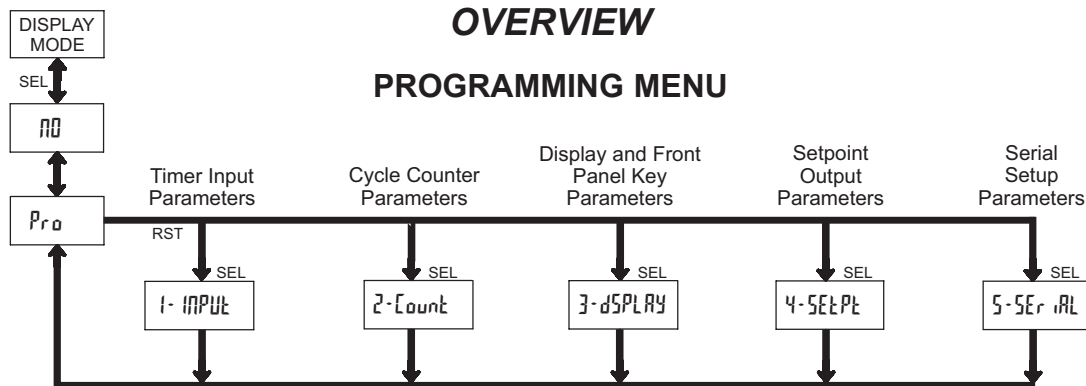 OVERVIEW
PROGRAMMING MENU
DISPLAY
MODE
SEL
NO
Pro
Timer Input
Parameters
Cycle Counter
Parameters
Display and Front
Panel Key
Parameters
Setpoint
Output
Parameters
Serial
Setup
Parameters
RST
SEL
SEL
SEL
SEL
SEL
1-INPUt
2-Count
3-dSPLAY
4-SEtPt
5-SEriAL